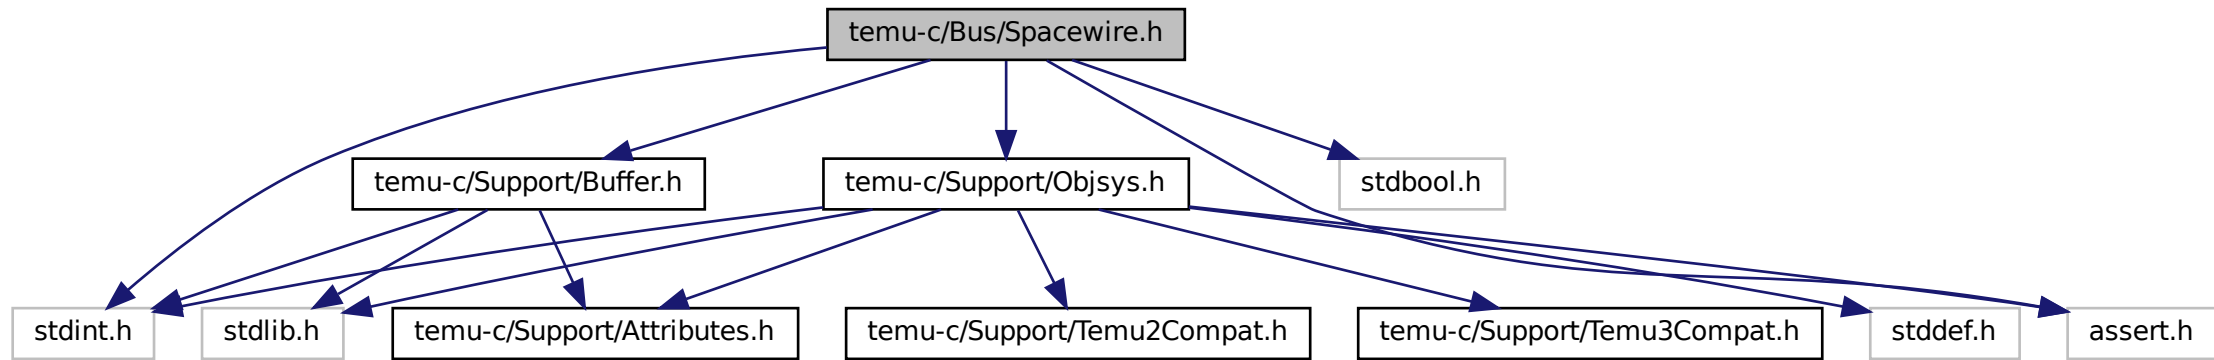 temu-c/Bus/Spacewire.h
temu-c/Support/Buffer.h
temu-c/Support/Objsys.h
stdbool.h
stdint.h
stdlib.h
temu-c/Support/Attributes.h
temu-c/Support/Temu2Compat.h
temu-c/Support/Temu3Compat.h
stddef.h
assert.h